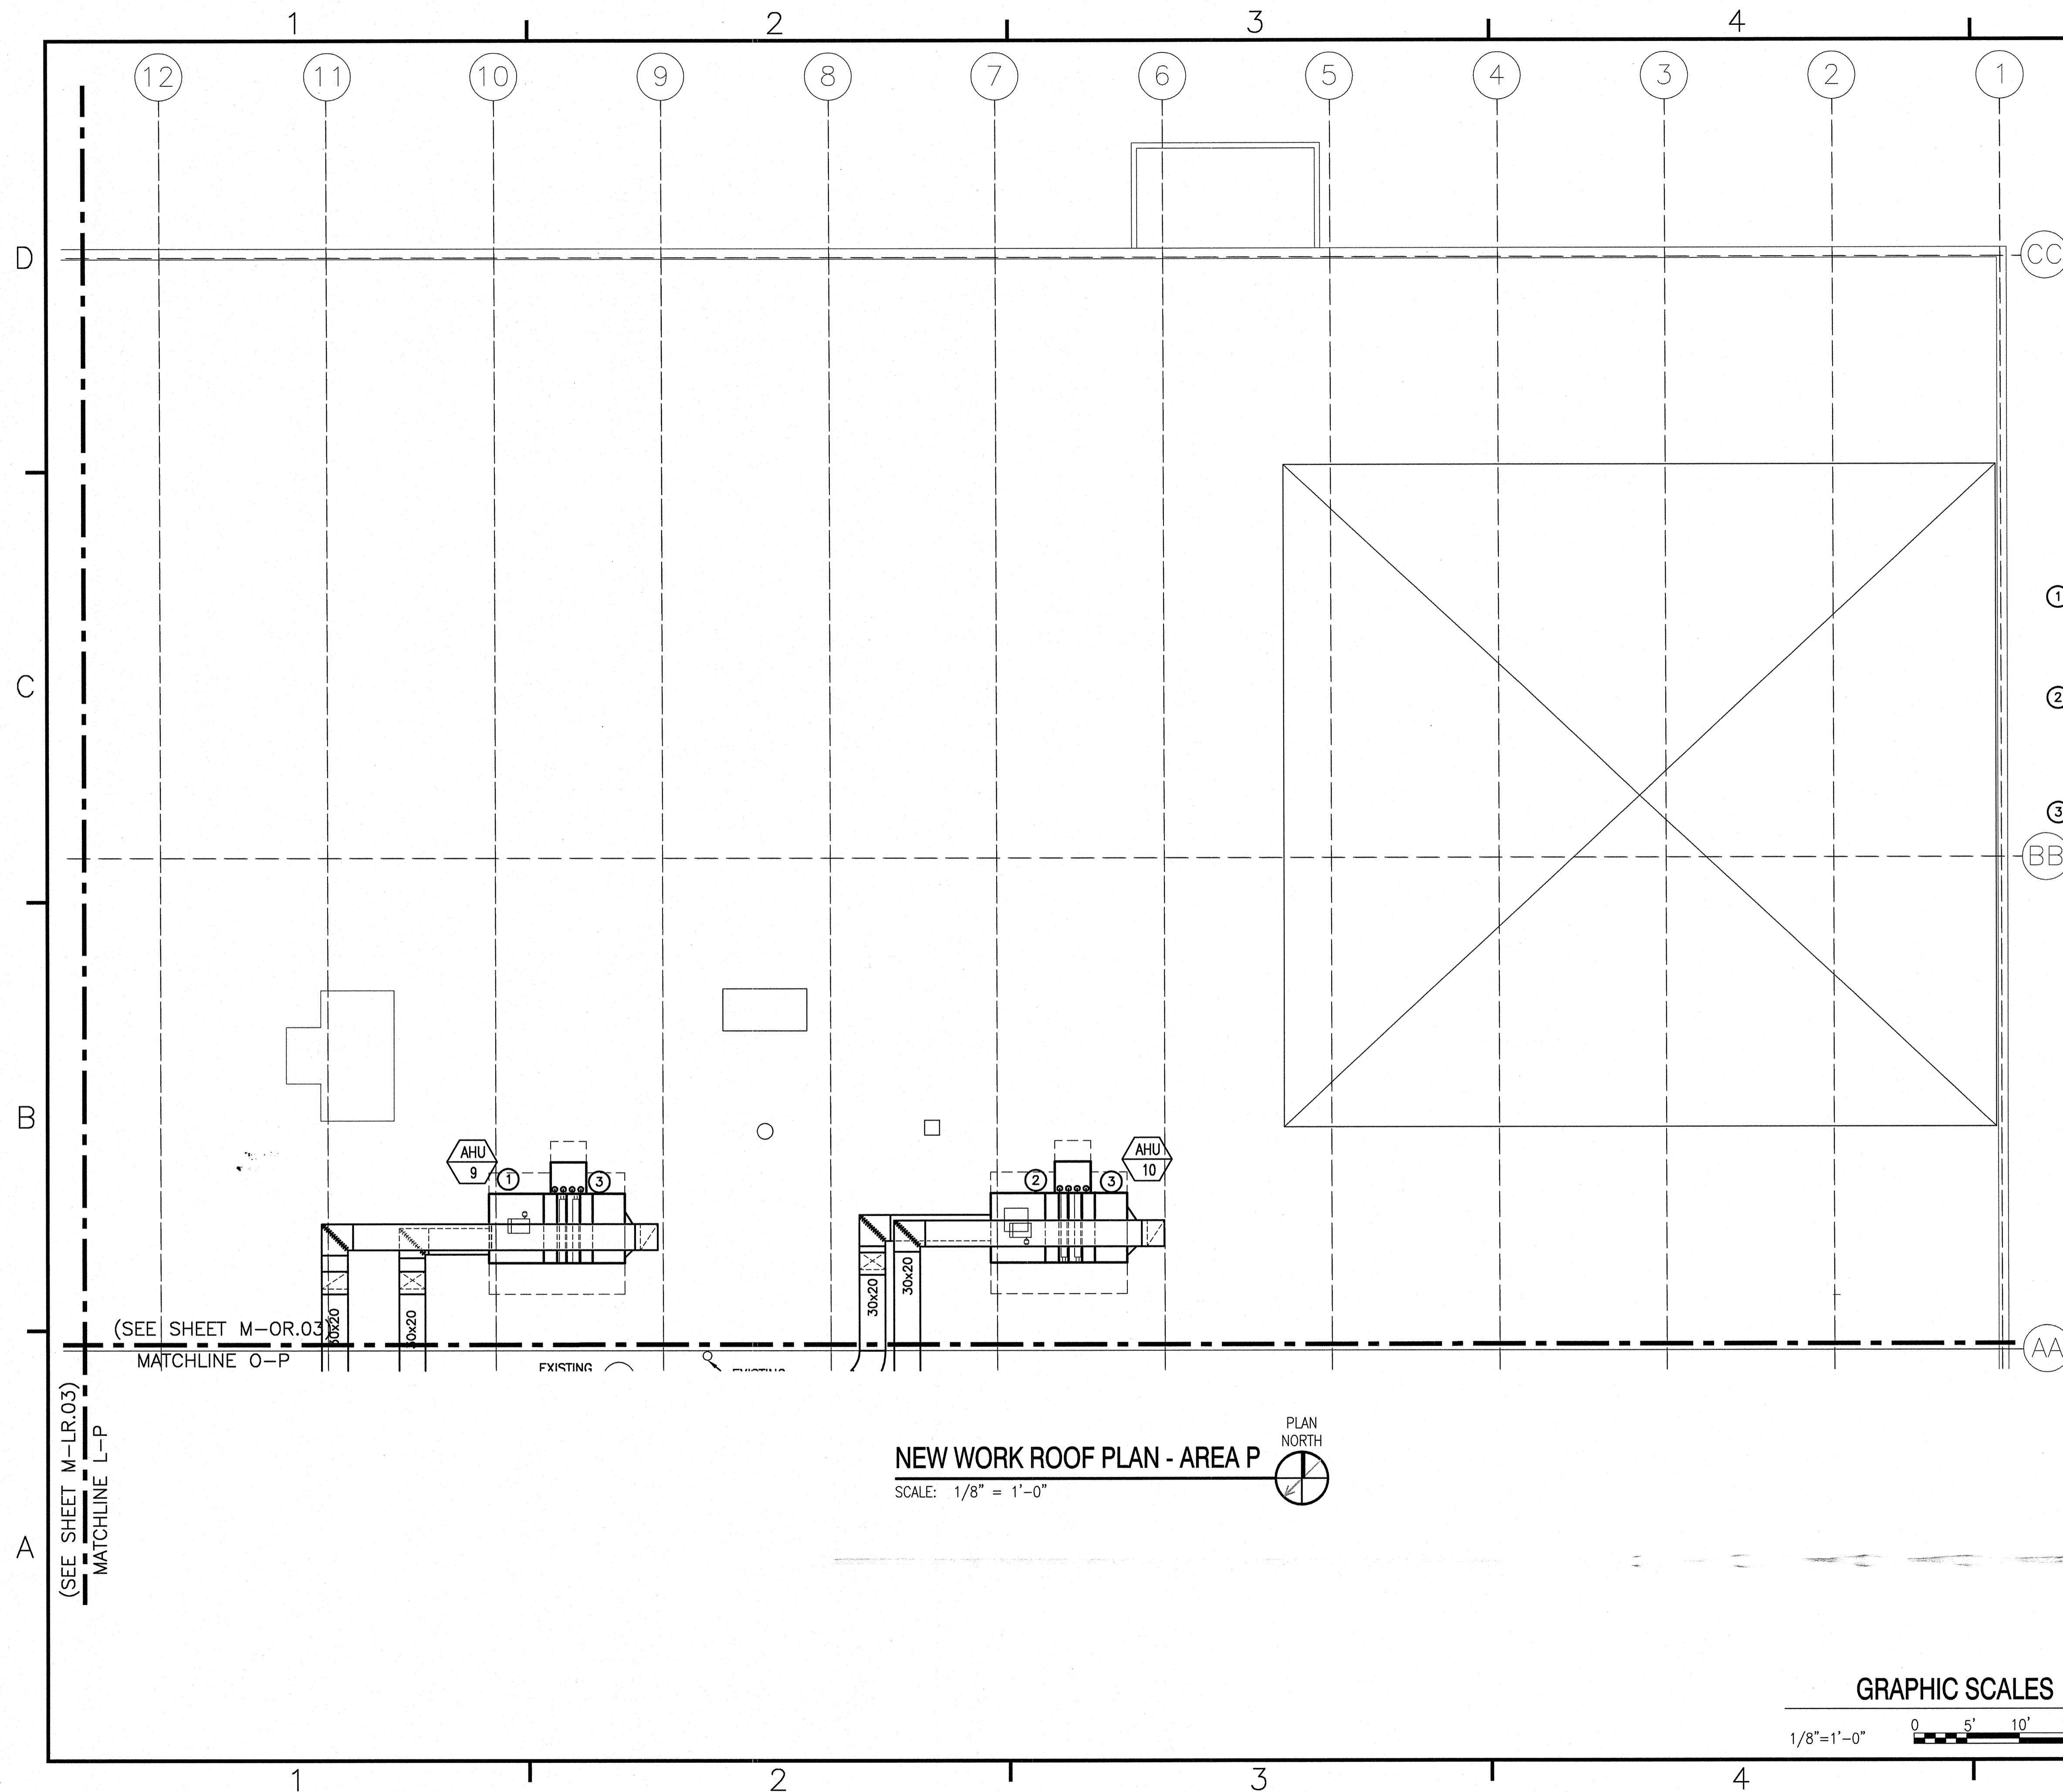 1 2 3 4
12 11 10 9 8 7 6 5 4 3 2 1
D
CC
1
C
2
3
BB
B
AHU
9
1
3
2
3
AHU
10
30x20
30x20
30x20
30x20
(SEE SHEET M-OR.03)
MATCHLINE O-P
EXISTING
AA
(SEE SHEET M-LR.03)
MATCHLINE L-P
PLAN
NORTH
NEW WORK ROOF PLAN - AREA P
SCALE: 1/8" = 1'-0"
A
GRAPHIC SCALES
0 5' 10'
1/8"=1'-0"
1 2 3 4